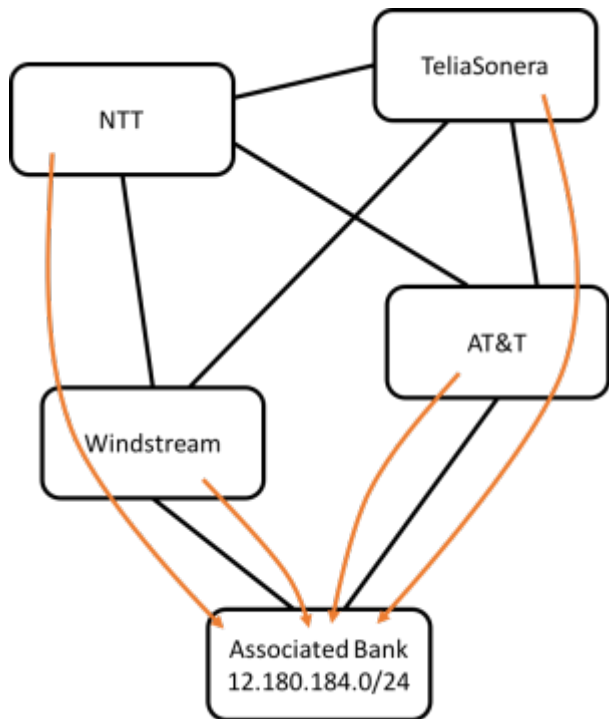 TeliaSonera
NTT
AT&T
Windstream
Associated Bank
12.180.184.0/24